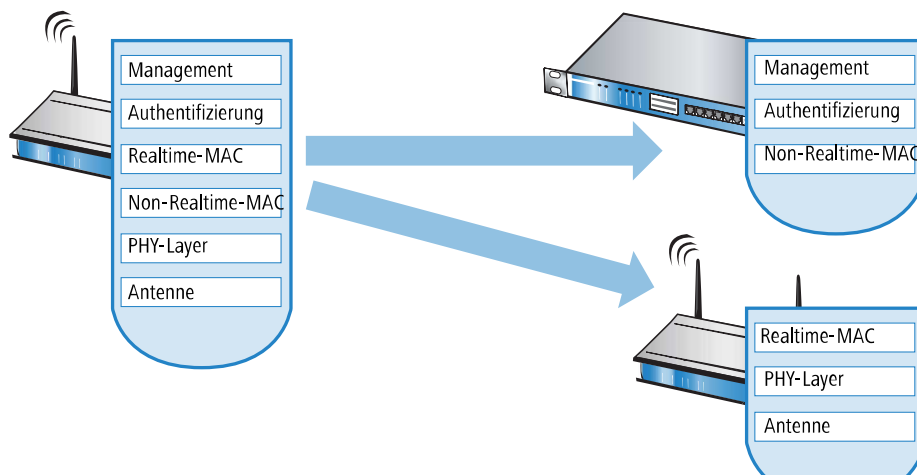 Management
Authentifizierung
Realtime-MAC
Non-Realtime-MAC
PHY-Layer
Antenne
Management
Authentifizierung
Non-Realtime-MAC
Realtime-MAC
PHY-Layer
Antenne